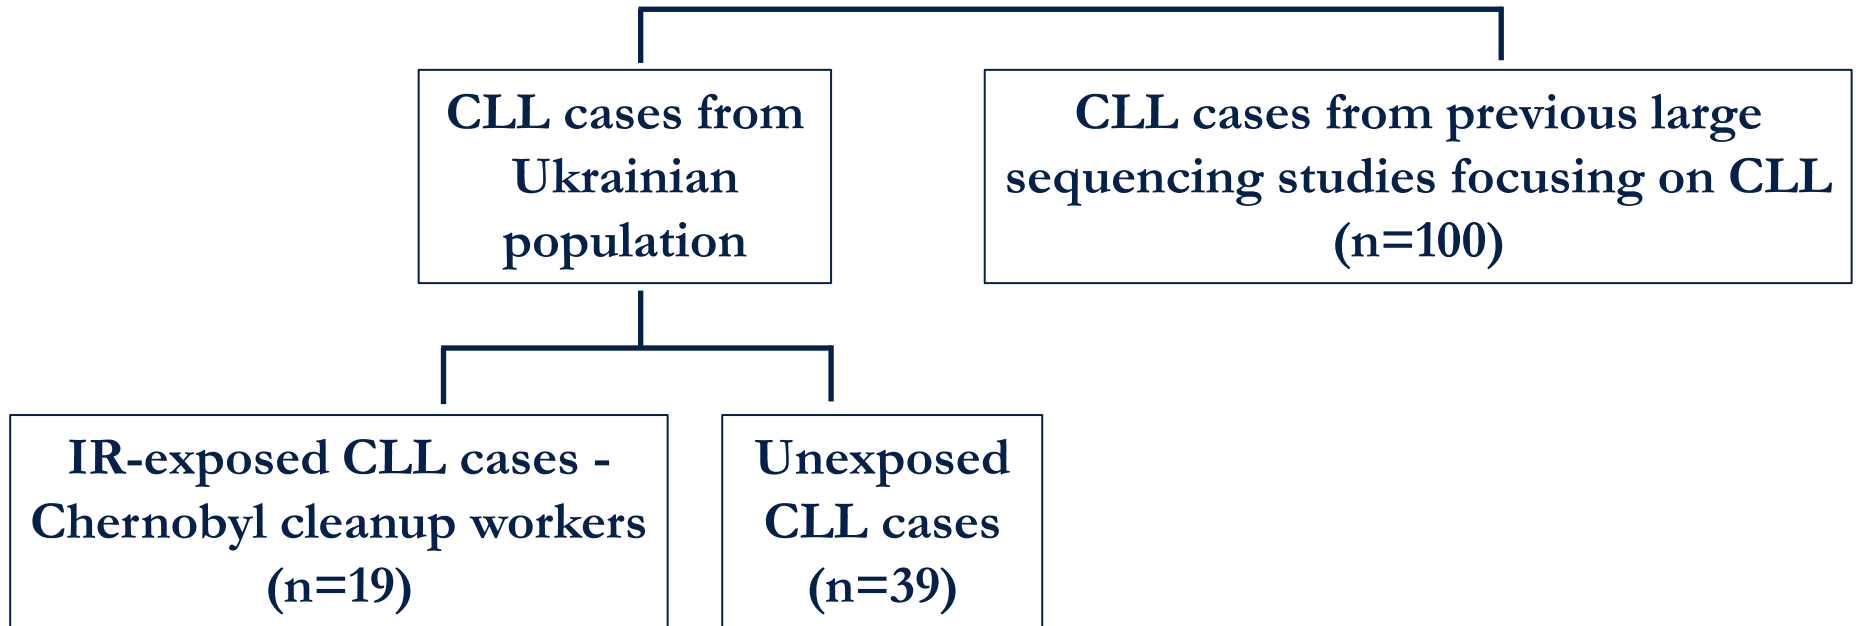 CLL cases from
Ukrainian
population
CLL cases from previous large
sequencing studies focusing on CLL
(n=100)
IR-exposed CLL cases -
Chernobyl cleanup workers
(n=19)
Unexposed
CLL cases
(n=39)